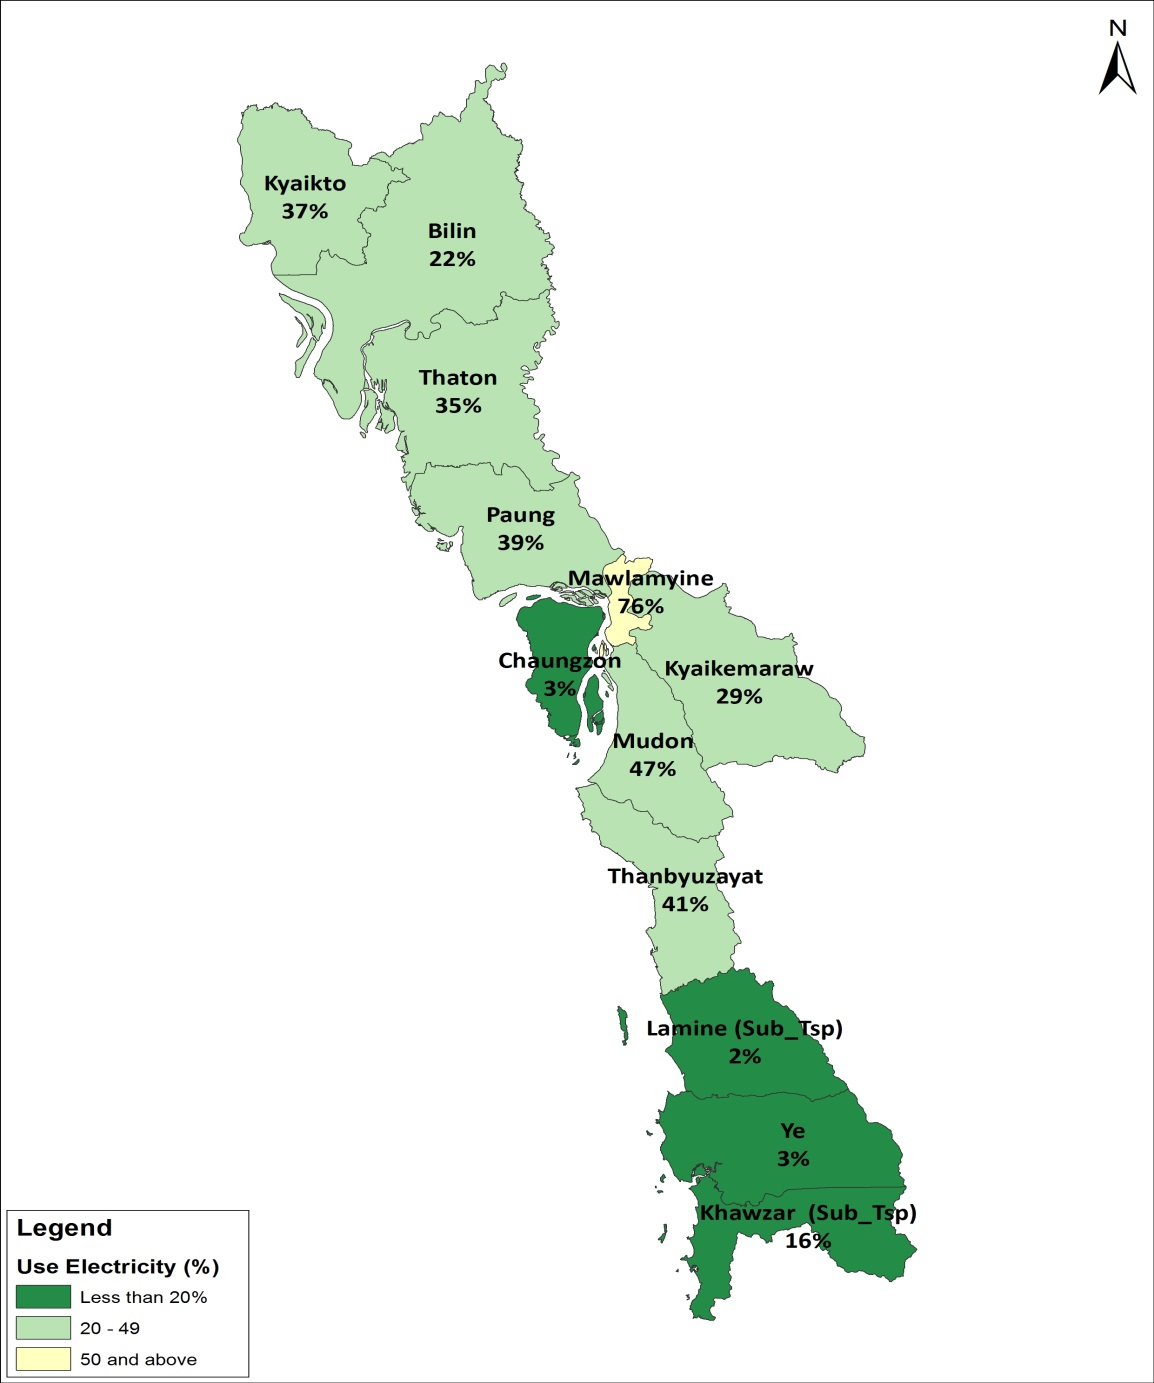 N
Kyaikto
37%
Bilin
22%
Thaton
35%
Paung
39%
Mawlamyine
76%
Chaungzon
3%
Kyaikemaraw
29%
Mudon
47%
Thanbyuzayat
41%
Lamine (Sub_Tsp)
2%
Ye
3%
Khawzar (Sub_Tsp)
16%
Legend
Use Electricity (%)
Less than 20%
20 - 49
50 and above